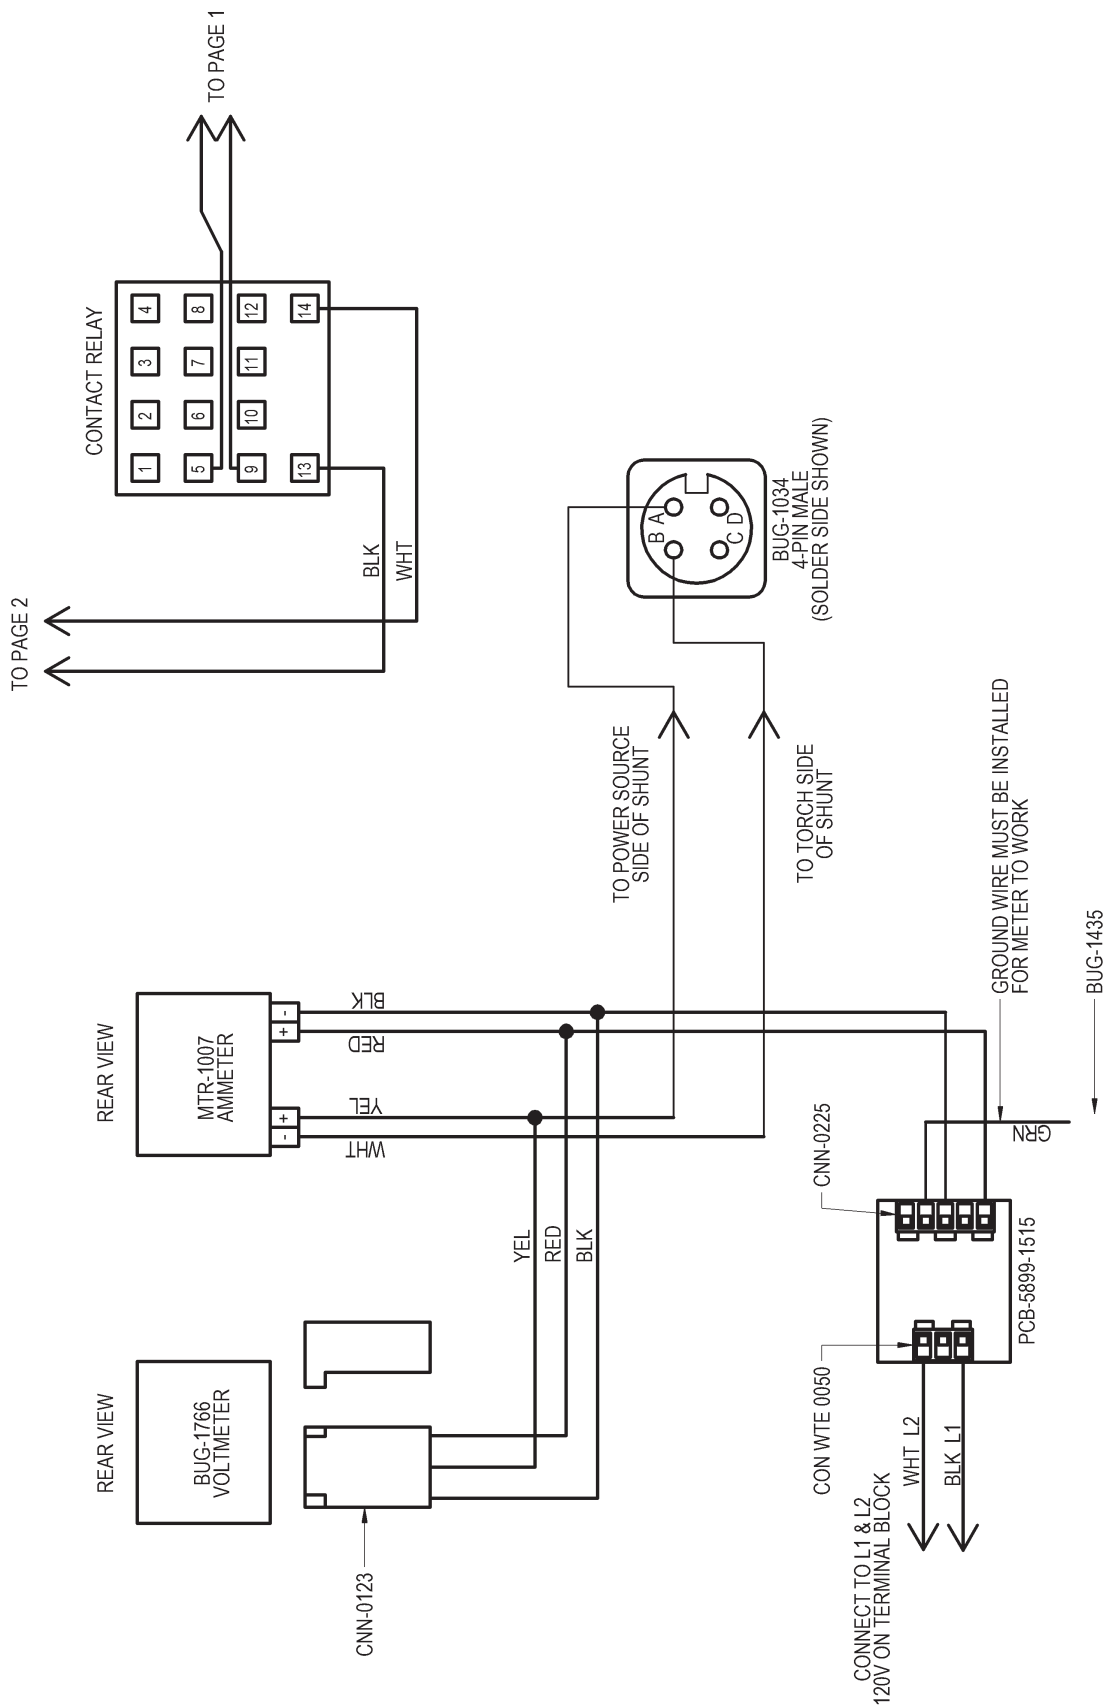 TO PAGE 1
CONTACT RELAY
1
2
3
4
5
6
7
8
9
10
11
12
13
14
BLK
WHT
TO PAGE 2
BUG-1034
4-PIN MALE
(SOLDER SIDE SHOWN)
B A
C D
TO POWER SOURCE
SIDE OF SHUNT
TO TORCH SIDE
OF SHUNT
GROUND WIRE MUST BE INSTALLED
FOR METER TO WORK
BUG-1435
REAR VIEW
MTR-1007
AMMETER
- +
+ -
BLK
RED
YEL
WHT
GRN
CNN-0225
PCB-5899-1515
YEL
RED
BLK
REAR VIEW
BUG-1766
VOLTMETER
CNN-0123
CON WTE 0050
WHT L2
BLK L1
CONNECT TO L1 & L2
120V ON TERMINAL BLOCK